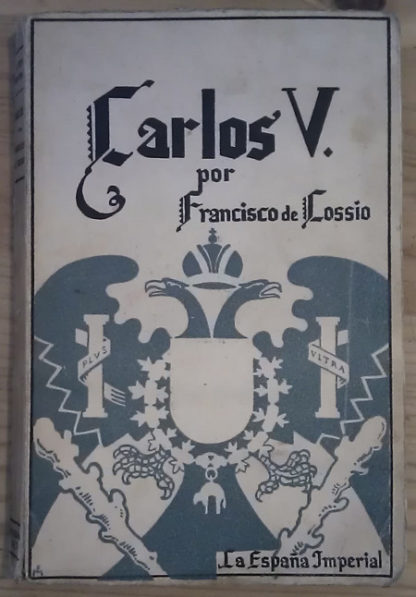 Carlos V.
por
Francisco de Cossio
PLVS
VLTRA
La España Imperial